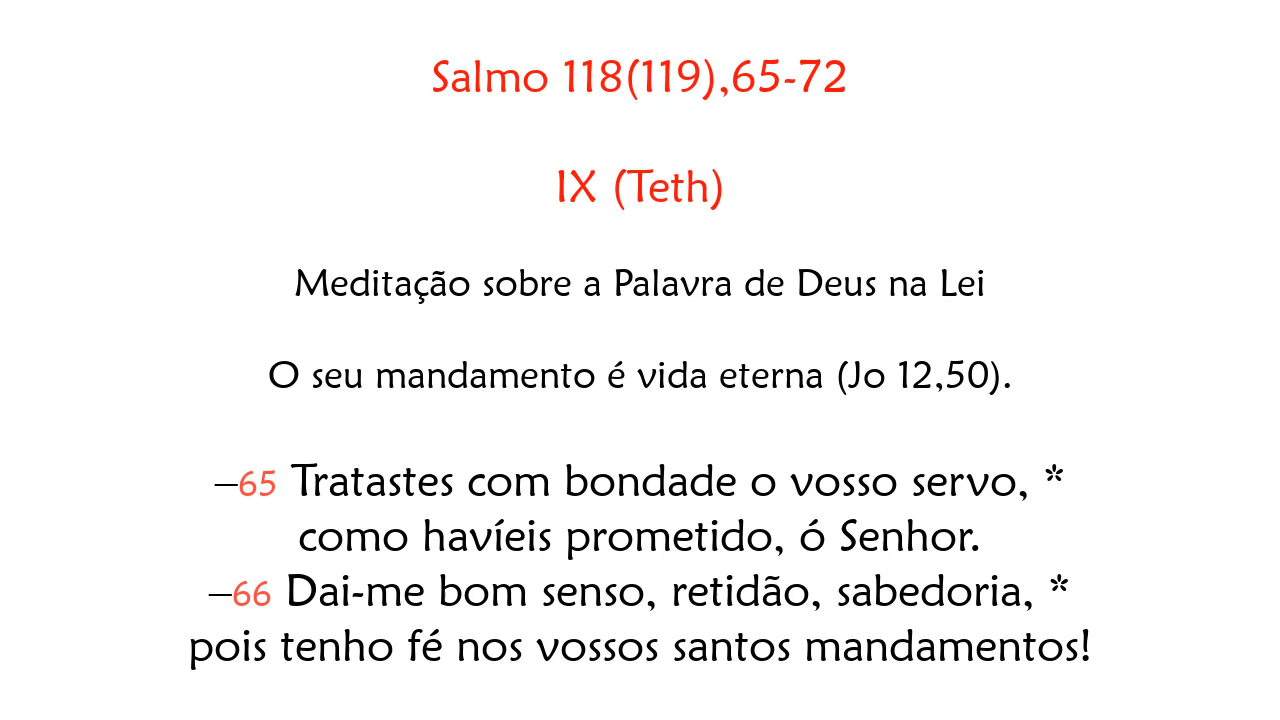 Salmo 118(119),65-72
IX (Teth)
Meditação sobre a Palavra de Deus na Lei
O seu mandamento é vida eterna (Jo 12,50).
–65 Tratastes com bondade o vosso servo, *
como havíeis prometido, ó Senhor.
–66 Dai-me bom senso, retidão, sabedoria, *
pois tenho fé nos vossos santos mandamentos!